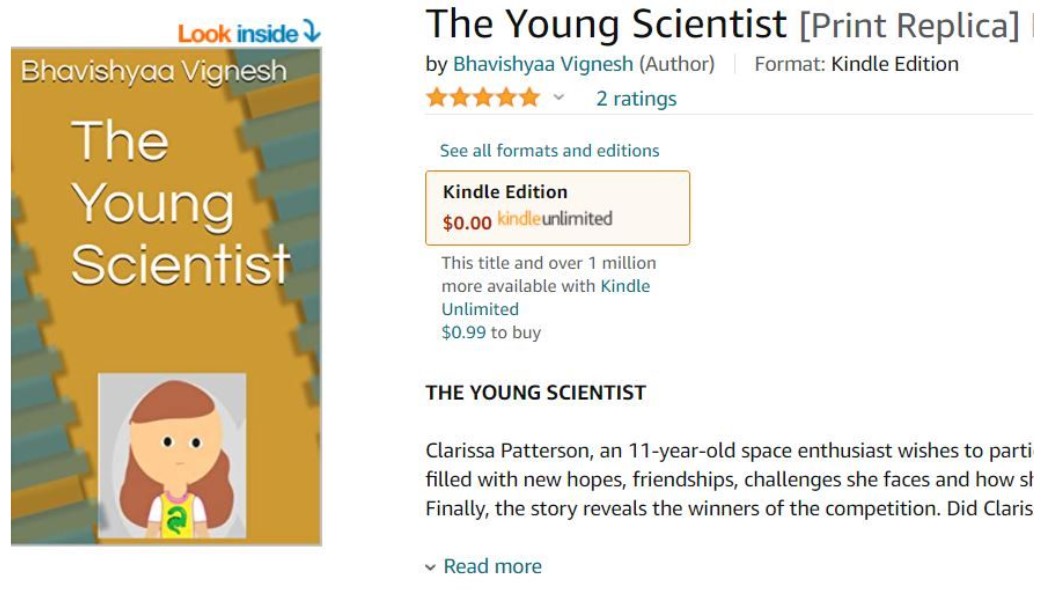 Look inside
Bhavishyaa Vignesh
The
Young
Scientist
The Young Scientist [Print Replica]
by Bhavishyaa Vignesh (Author) Format: Kindle Edition
2 ratings
See all formats and editions
Kindle Edition
$0.00 kindleunlimited
This title and over 1 million
more available with Kindle
Unlimited
$0.99 to buy
THE YOUNG SCIENTIST
Clarissa Patterson, an 11-year-old space enthusiast wishes to parti
filled with new hopes, friendships, challenges she faces and how sh
Finally, the story reveals the winners of the competition. Did Claris
Read more